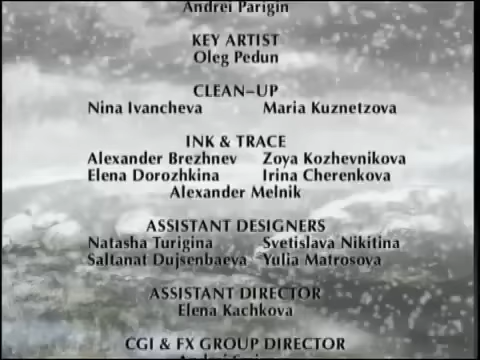 Andrei Parigin
KEY ARTIST
Oleg Pedun
CLEAN-UP
Nina Ivancheva Maria Kuznetzova
INK & TRACE
Alexander Brezhnev Zoya Kozhevnikova
Elena Dorozhkina Irina Cherenkova
Alexander Melnik
ASSISTANT DESIGNERS
Natasha Turigina Svetislava Nikitina
Saltanat Dujsenbaeva Yulia Matrosova
ASSISTANT DIRECTOR
Elena Kachkova
CGI & FX GROUP DIRECTOR